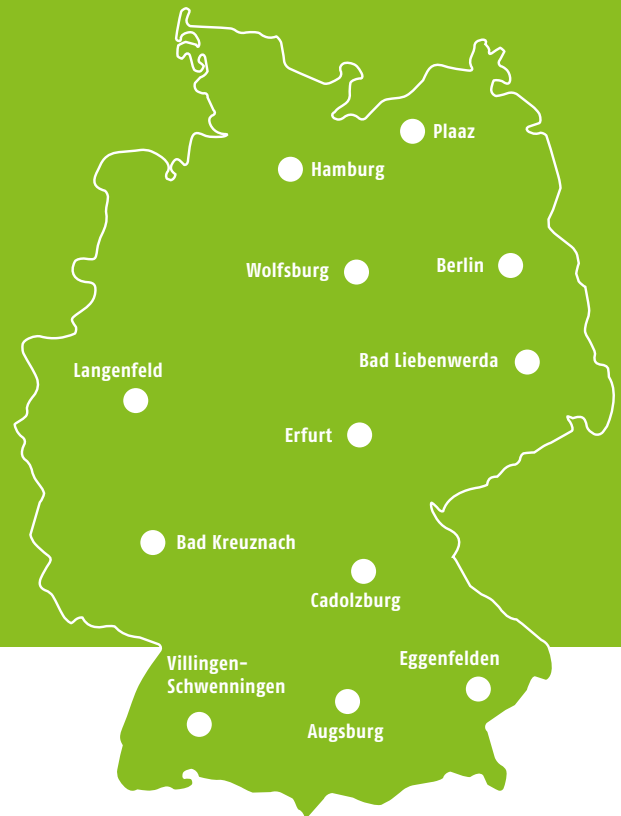 Plaaz
Hamburg
Wolfsburg
Berlin
Bad Liebenwerda
Langenfeld
Erfurt
Bad Kreuznach
Cadolzburg
Villingen-
Schwenningen
Eggenfelden
Augsburg